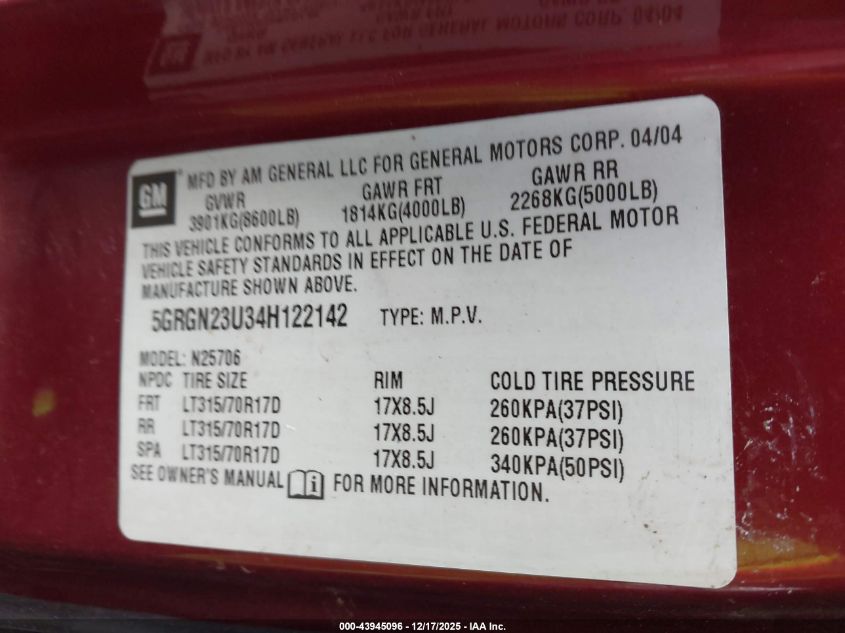 GM
MFD BY AM GENERAL LLC FOR GENERAL MOTORS CORP. 04/04
GVWR GAWR FRT GAWR RR
3901KG(8600LB) 1814KG(4000LB) 2268KG(5000LB)
THIS VEHICLE CONFORMS TO ALL APPLICABLE U.S. FEDERAL MOTOR
VEHICLE SAFETY STANDARDS IN EFFECT ON THE DATE OF
MANUFACTURE SHOWN ABOVE.
5GRGN23U34H122142 TYPE: M.P.V.
MODEL: N25706
NPDC TIRE SIZE RIM COLD TIRE PRESSURE
FRT LT315/70R17D 17X8.5J 260KPA(37PSI)
RR LT315/70R17D 17X8.5J 260KPA(37PSI)
SPA LT315/70R17D 17X8.5J 340KPA(50PSI)
SEE OWNER'S MANUAL i FOR MORE INFORMATION.
000-43945096 - 12/17/2025 - IAA Inc.